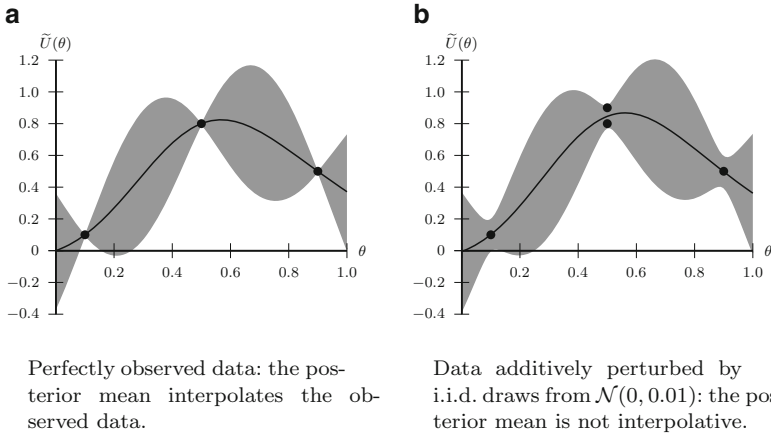 a
Ũ(θ)
1.2
1.0
0.8
0.6
0.4
0.2
0
−0.2
−0.4
0.2 0.4 0.6 0.8 1.0 θ
Perfectly observed data: the pos-
terior mean interpolates the ob-
served data.
b
Ũ(θ)
1.2
1.0
0.8
0.6
0.4
0.2
0
−0.2
−0.4
0.2 0.4 0.6 0.8 1.0 θ
Data additively perturbed by
i.i.d. draws from 𝒩(0, 0.01): the pos
terior mean is not interpolative.